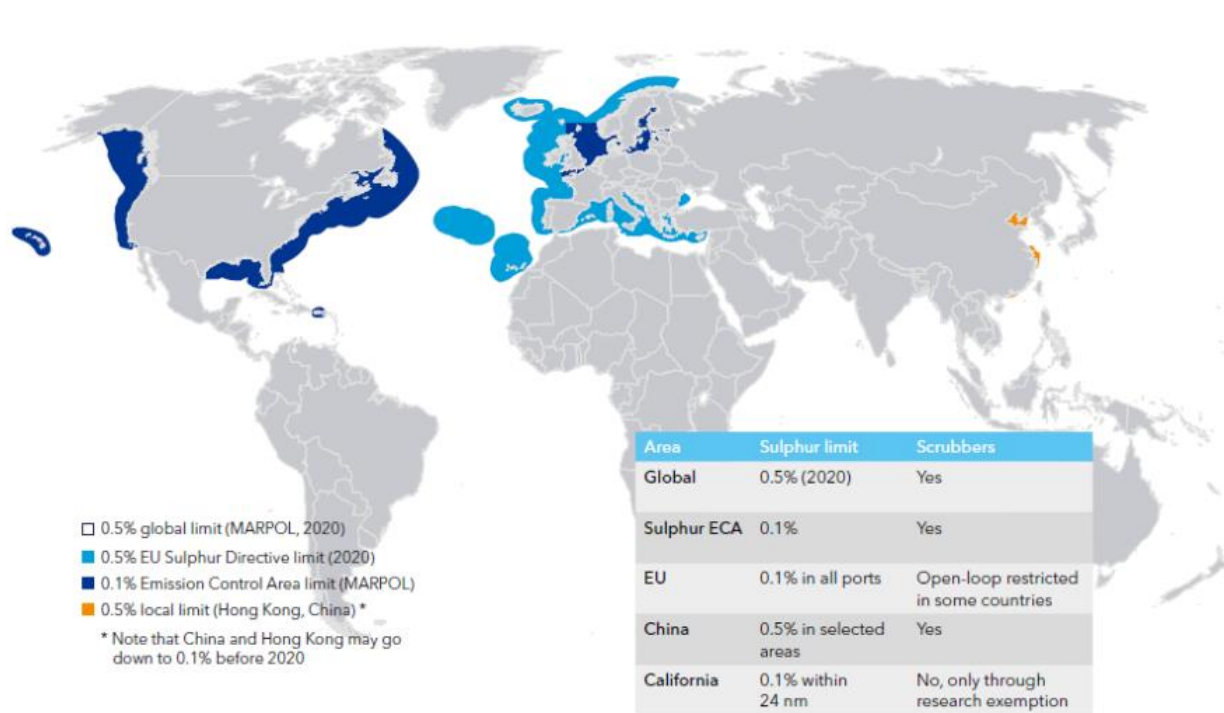 □ 0.5% global limit (MARPOL, 2020)
■ 0.5% EU Sulphur Directive limit (2020)
■ 0.1% Emission Control Area limit (MARPOL)
■ 0.5% local limit (Hong Kong, China) *
* Note that China and Hong Kong may go
down to 0.1% before 2020
Area Sulphur limit Scrubbers
Global 0.5% (2020) Yes
Sulphur ECA 0.1% Yes
EU 0.1% in all ports Open-loop restricted
in some countries
China 0.5% in selected Yes
areas
California 0.1% within No, only through
24 nm research exemption